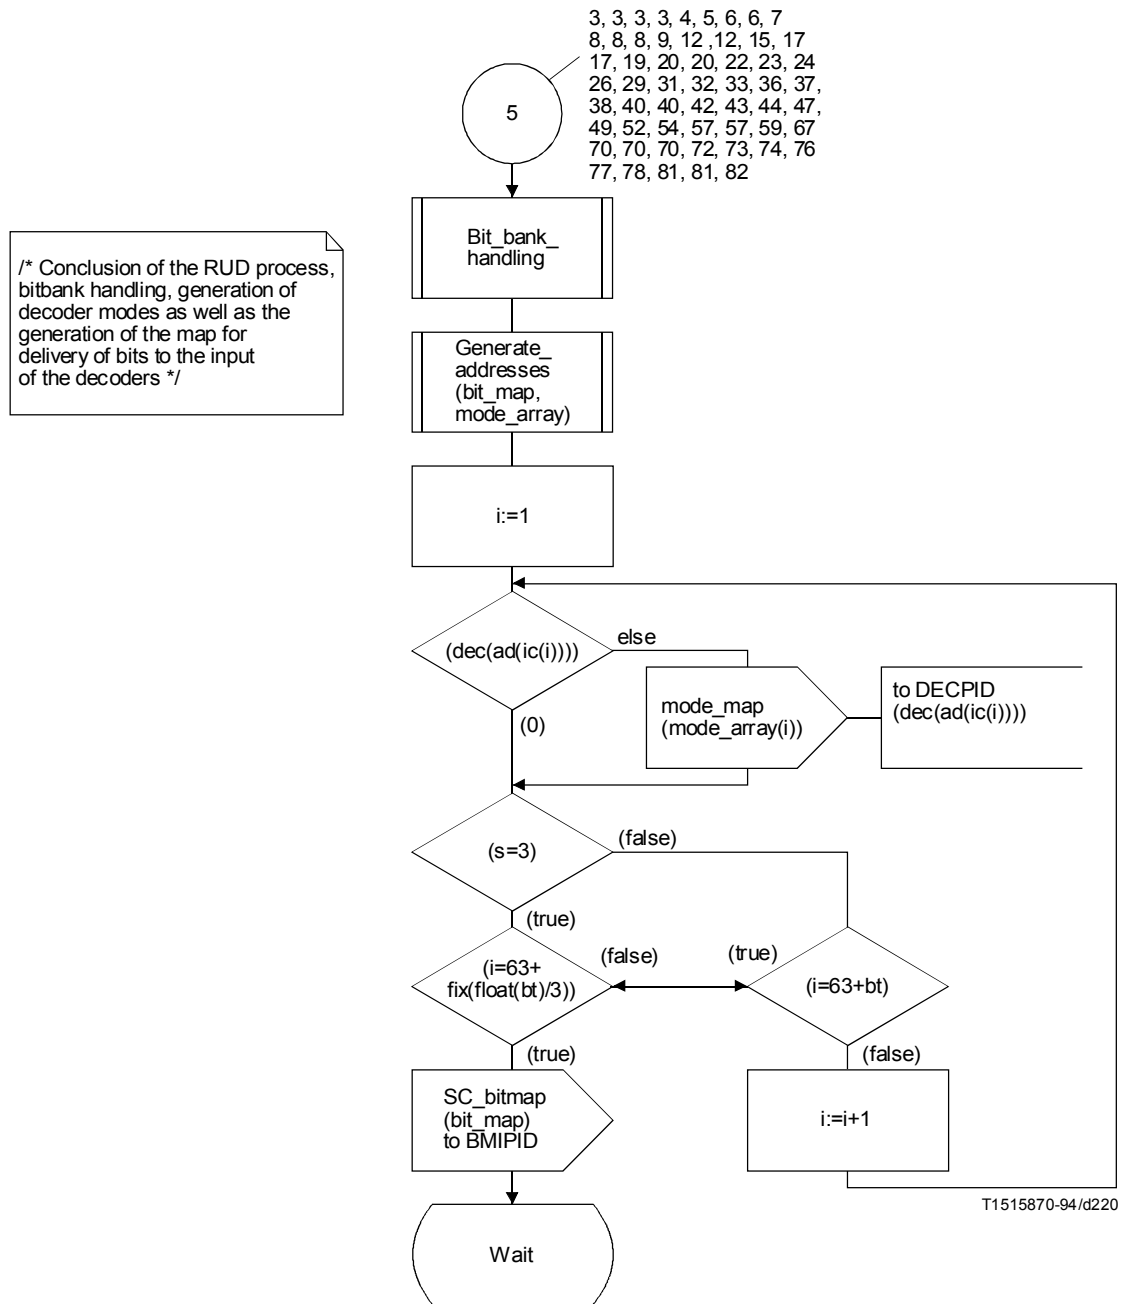 3, 3, 3, 3, 4, 5, 6, 6, 7
8, 8, 8, 9, 12 ,12, 15, 17
17, 19, 20, 20, 22, 23, 24
26, 29, 31, 32, 33, 36, 37,
38, 40, 40, 42, 43, 44, 47,
49, 52, 54, 57, 57, 59, 67
70, 70, 70, 72, 73, 74, 76
77, 78, 81, 81, 82
5
Bit_bank_
handling
/* Conclusion of the RUD process,
bitbank handling, generation of
decoder modes as well as the
generation of the map for
delivery of bits to the input
of the decoders */
Generate_
addresses
(bit_map,
mode_array)
i:=1
(dec(ad(ic(i))))
else
(0)
mode_map
(mode_array(i))
to DECPID
(dec(ad(ic(i))))
(s=3)
(false)
(true)
(i=63+
fix(float(bt)/3))
(false)
(true)
(i=63+bt)
(true)
(false)
SC_bitmap
(bit_map)
to BMIPID
i:=i+1
T1515870-94/d220
Wait